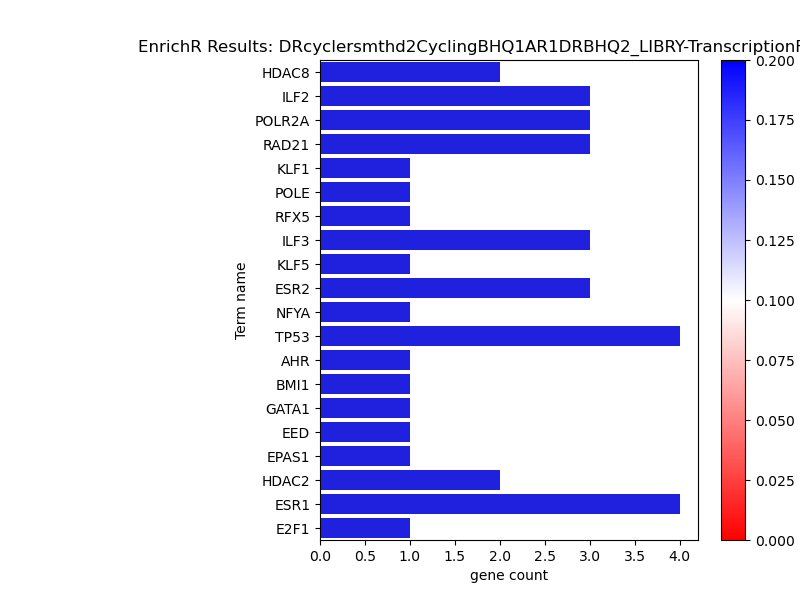 EnrichR Results: DRcyclersmthd2CyclingBHQ1AR1DRBHQ2_LIBRY-Transcription
HDAC8
ILF2
POLR2A
RAD21
KLF1
POLE
RFX5
ILF3
KLF5
ESR2
NFYA
TP53
AHR
BMI1
GATA1
EED
EPAS1
HDAC2
ESR1
E2F1
Term name
0.0 0.5 1.0 1.5 2.0 2.5 3.0 3.5 4.0
gene count
0.200
0.175
0.150
0.125
0.100
0.075
0.050
0.025
0.000